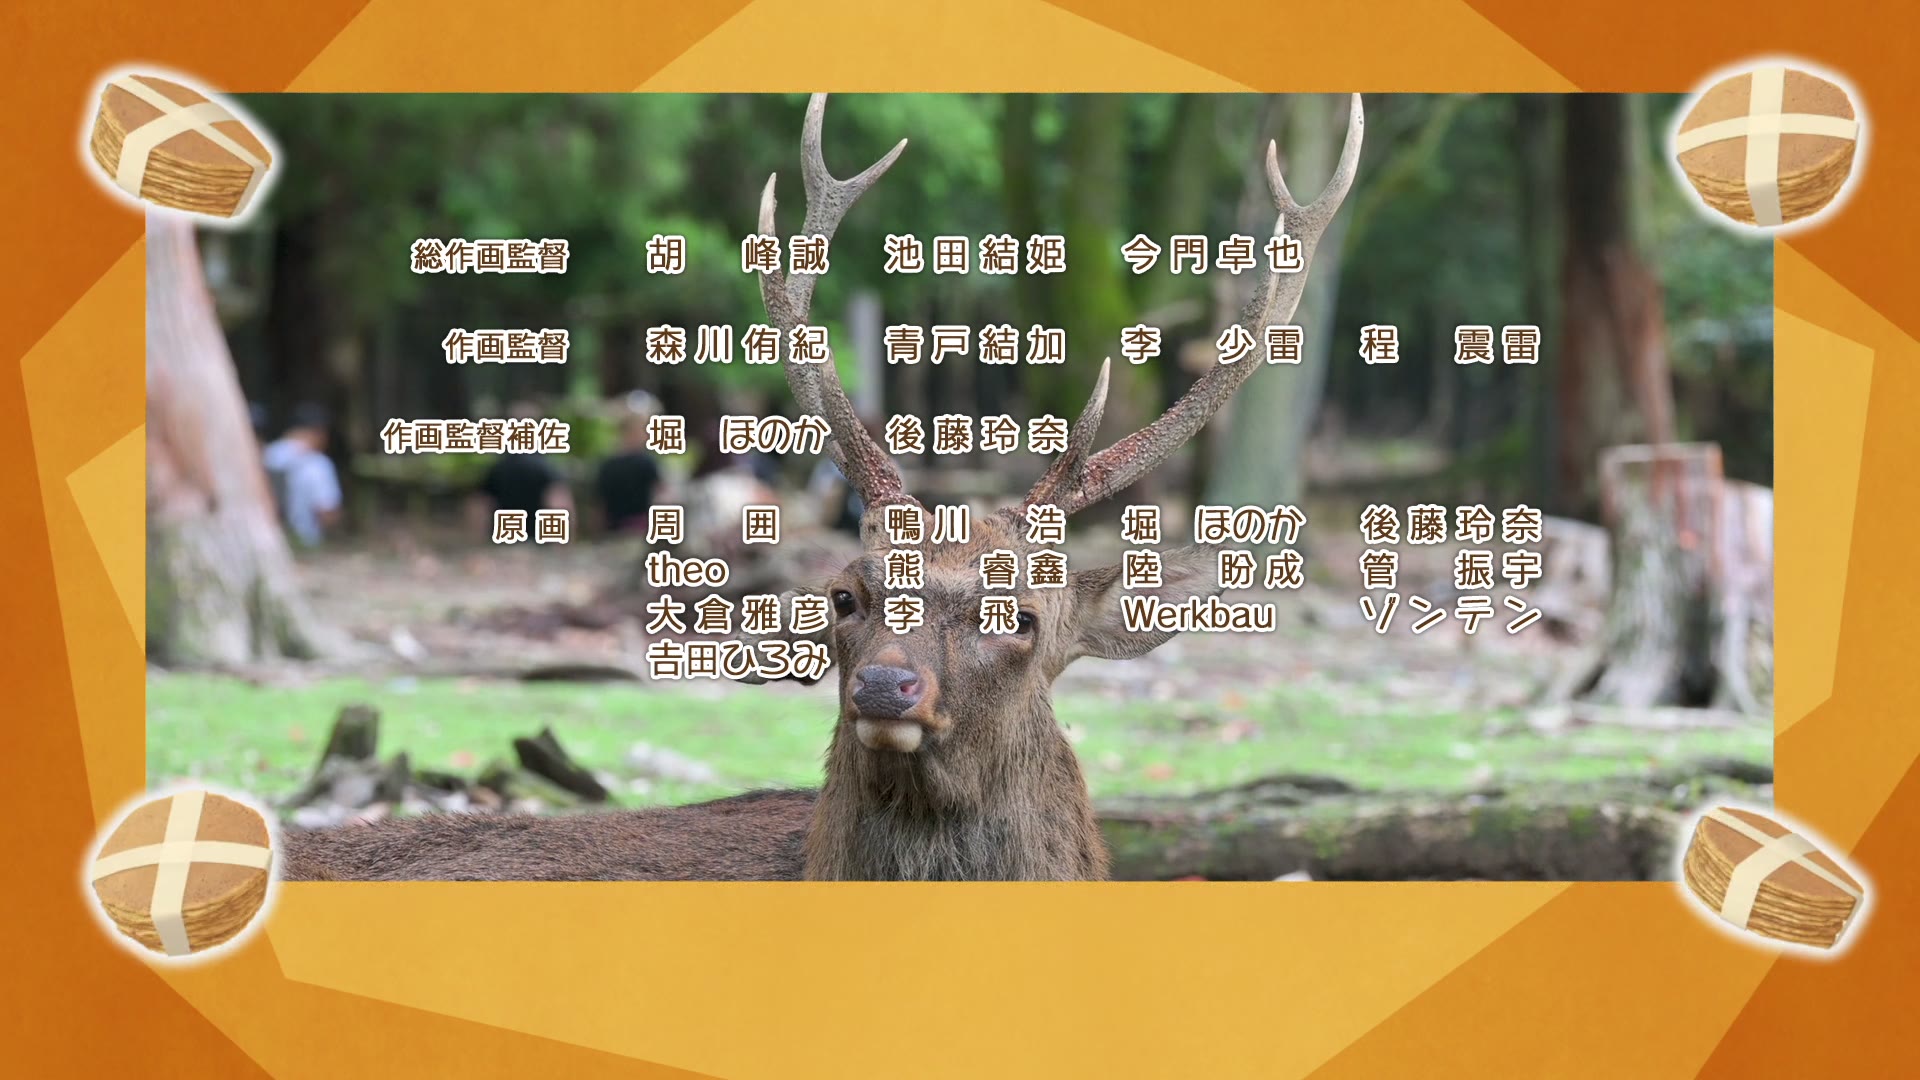 総作画監督 胡 峰誠 池田結姫 今門卓也
作画監督 森川侑紀 青戸結加 李 少雷 程 震雷
作画監督補佐 堀 ほのか 後藤玲奈
原画 周 囲 鴨川 浩 堀 ほのか 後藤玲奈
theo 熊 睿鑫 陸 盼成 管 振宇
大倉雅彦 李 飛 Werkbau ゾンテン
𠮷田ひろみ